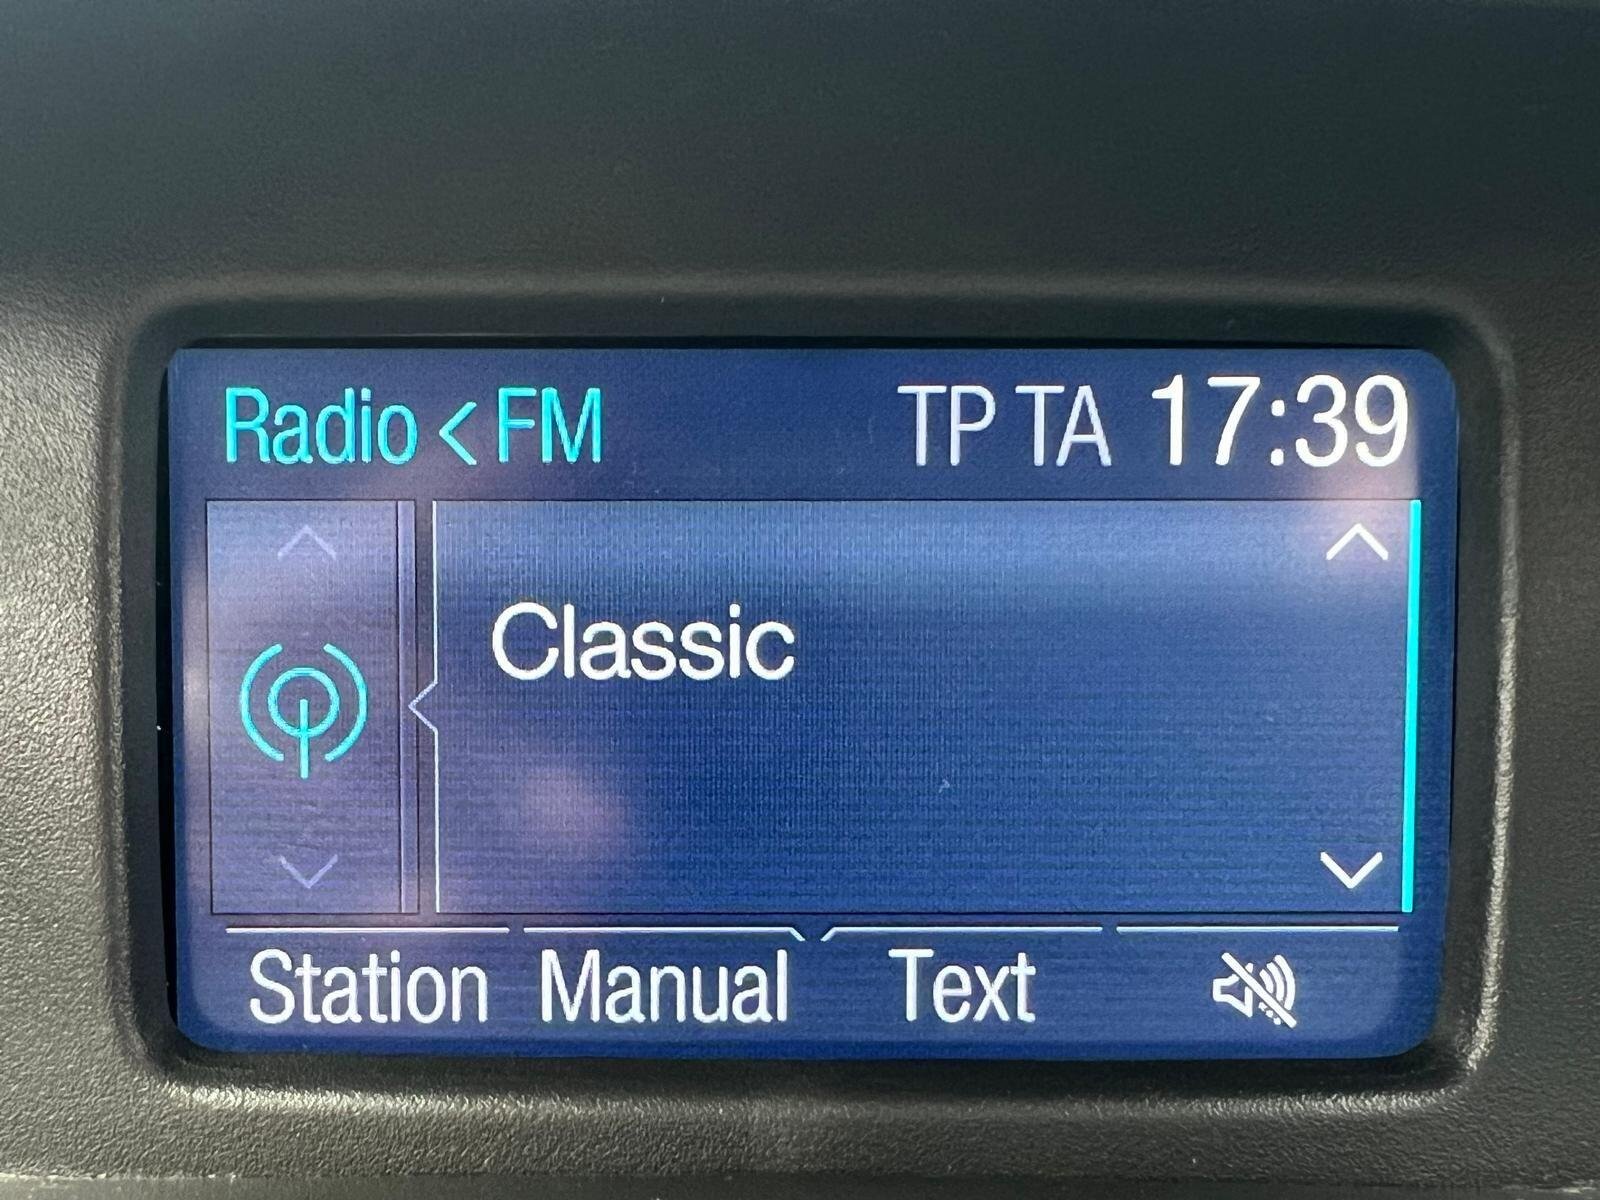 Radio < FM TP TA 17:39
Classic
Station Manual Text